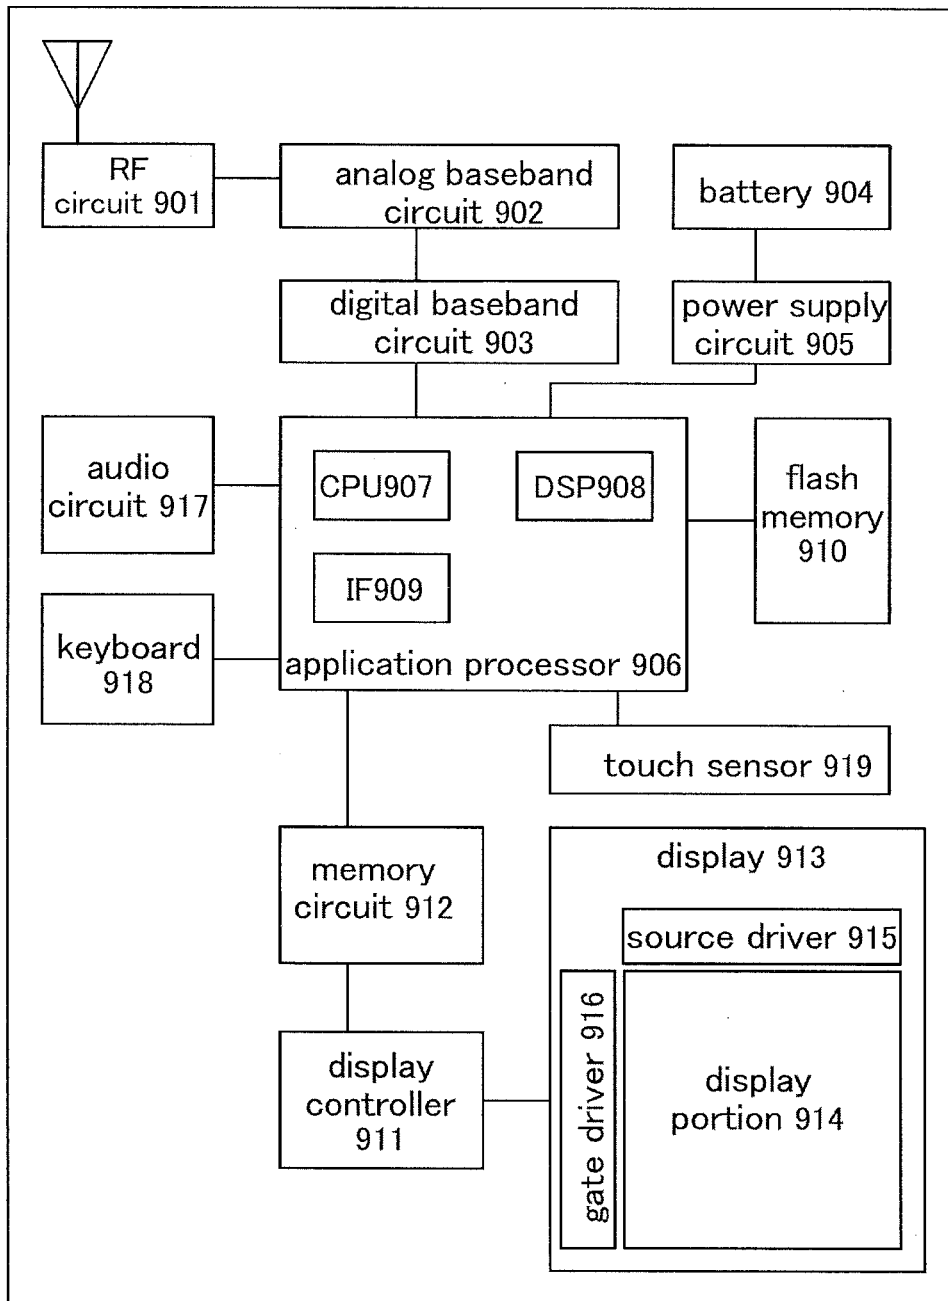 RF
circuit 901
analog baseband
circuit 902
battery 904
digital baseband
circuit 903
power supply
circuit 905
audio
circuit 917
CPU907
DSP908
flash
memory
910
IF909
keyboard
918
application processor 906
touch sensor 919
memory
circuit 912
display 913
source driver 915
gate driver 916
display
portion 914
display
controller
911